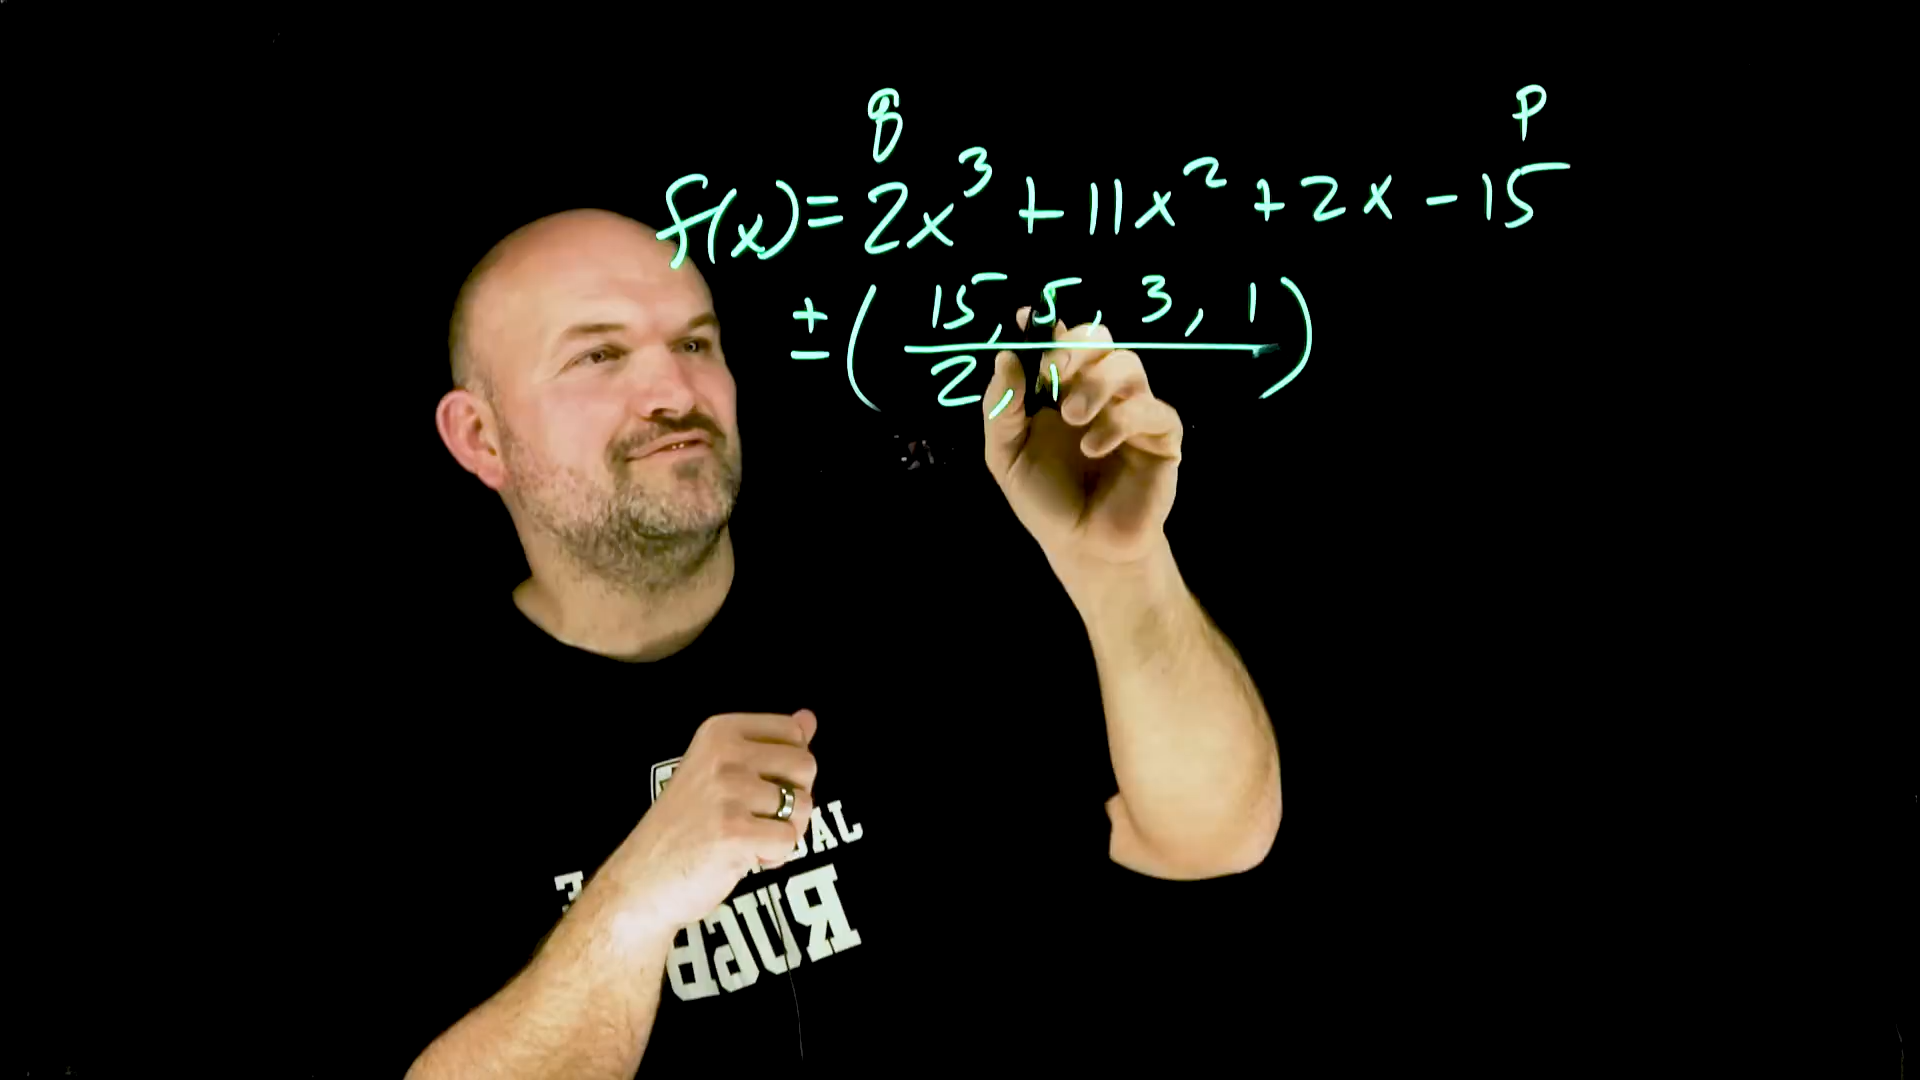 q p
f(x) = 2x³ + 11x² + 2x - 15
± ( 15, 5, 3, 1 )
2, 1